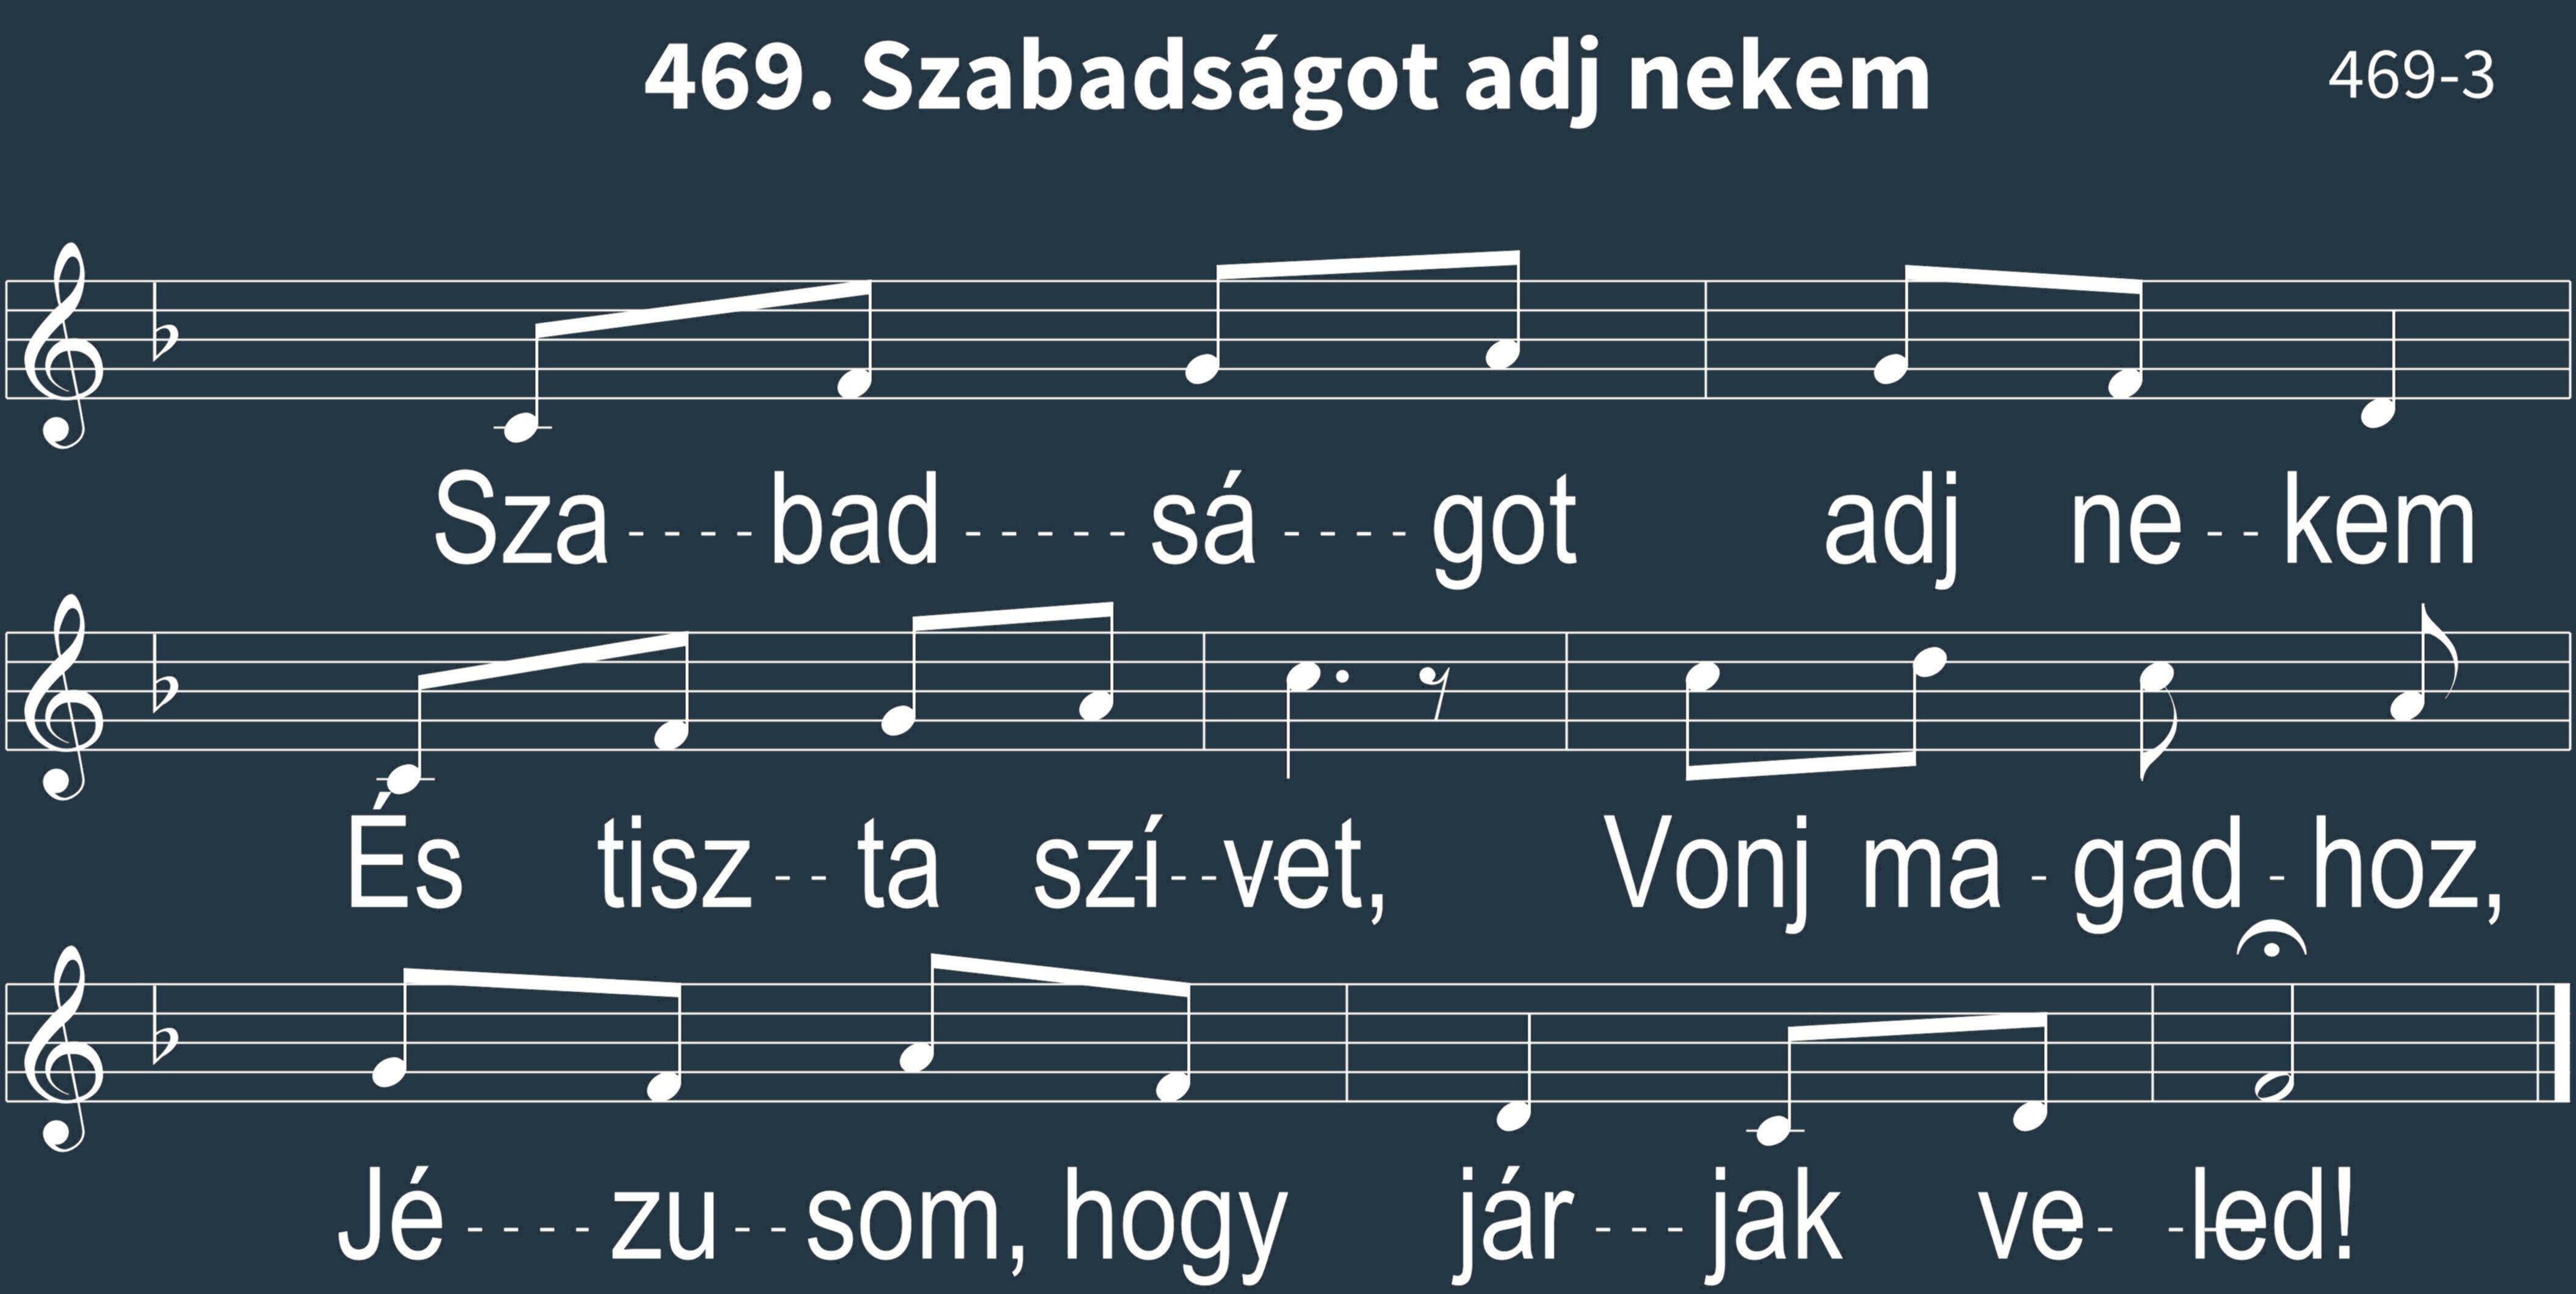 469. Szabadságot adj nekem
469-3
Sza----bad-----sá----got adj ne--kem
És tisz--ta szí--vet, Vonj ma-gad-hoz,
Jé----zu--som, hogy jár---jak ve- -led!